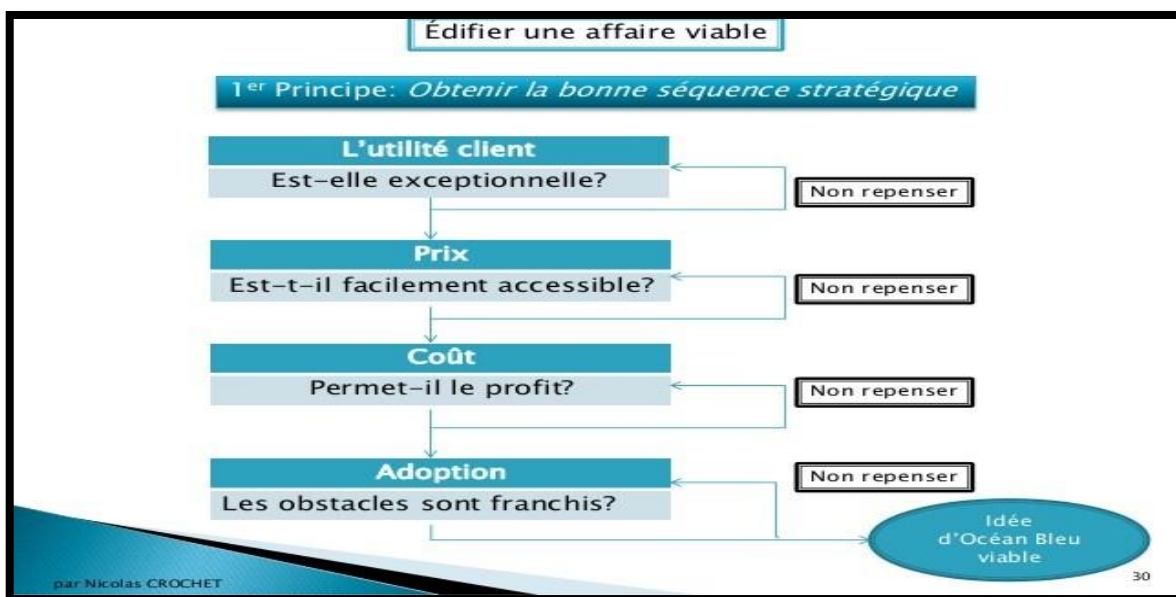 Édifier une affaire viable
1er Principe: Obtenir la bonne séquence stratégique
L'utilité client
Est-elle exceptionnelle?
Non repenser
Prix
Est-t-il facilement accessible?
Non repenser
Coût
Permet-il le profit?
Non repenser
Adoption
Les obstacles sont franchis?
Non repenser
Idée
d'Océan Bleu
viable
par Nicolas CROCHET
30